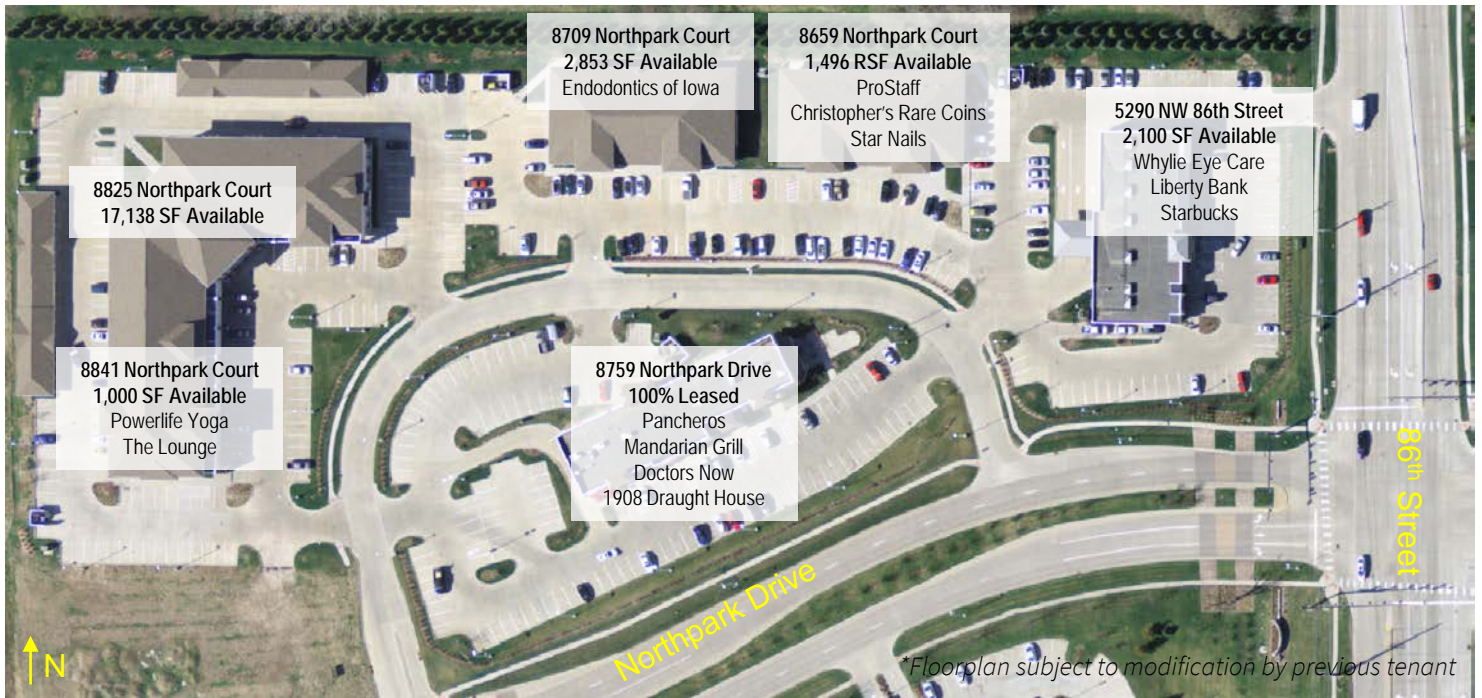 8709 Northpark Court
2,853 SF Available
Endodontics of Iowa
8659 Northpark Court
1,496 RSF Available
ProStaff
Christopher's Rare Coins
Star Nails
5290 NW 86th Street
2,100 SF Available
Whylie Eye Care
Liberty Bank
Starbucks
8825 Northpark Court
17,138 SF Available
8841 Northpark Court
1,000 SF Available
Powerlife Yoga
The Lounge
8759 Northpark Drive
100% Leased
Pancheros
Mandarian Grill
Doctors Now
1908 Draught House
86th Street
Northpark Drive
N
*Floorplan subject to modification by previous tenant